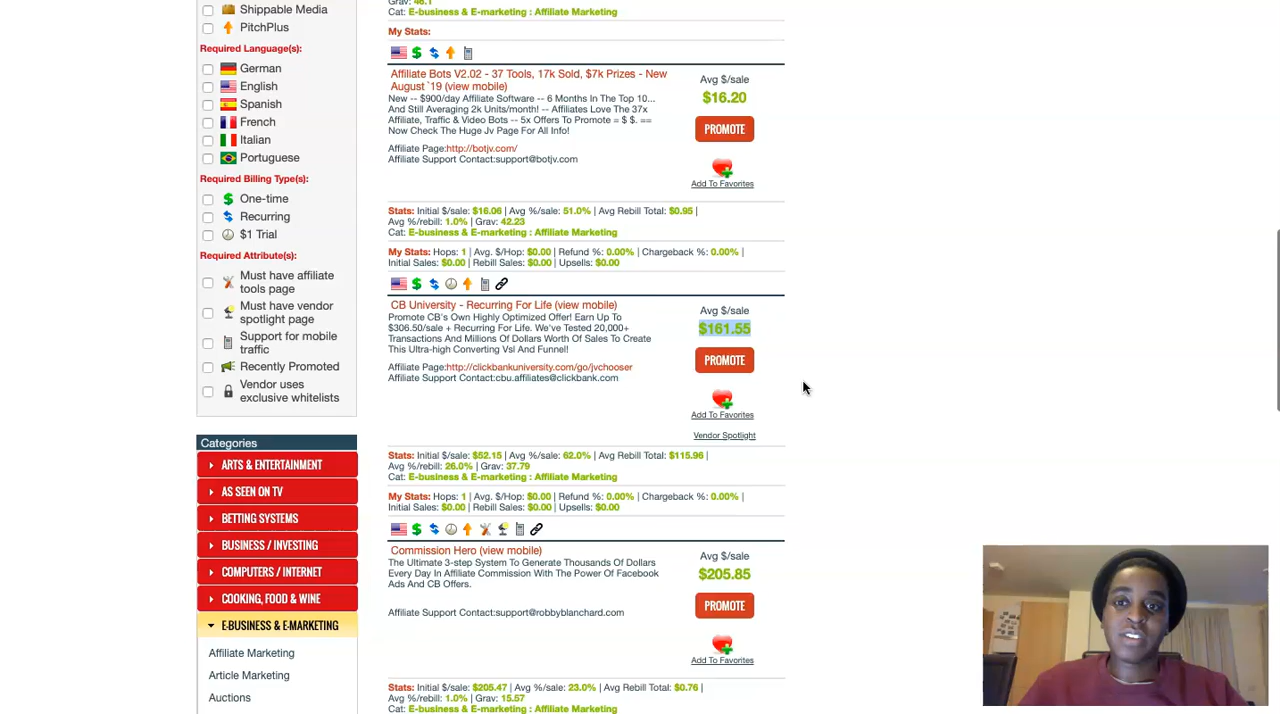 Shippable Media
PitchPlus
Required Language(s):
German
English
Spanish
French
Italian
Portuguese
Required Billing Type(s):
One-time
Recurring
$1 Trial
Required Attribute(s):
Must have affiliate
tools page
Must have vendor
spotlight page
Support for mobile
traffic
Recently Promoted
Vendor uses
exclusive whitelists
Categories
ARTS & ENTERTAINMENT
AS SEEN ON TV
BETTING SYSTEMS
BUSINESS / INVESTING
COMPUTERS / INTERNET
COOKING, FOOD & WINE
E-BUSINESS & E-MARKETING
Affiliate Marketing
Article Marketing
Auctions
Cat: E-business & E-marketing : Affiliate Marketing
My Stats:
Affiliate Bots V2.02 - 37 Tools, 17k Sold, $7k Prizes - New
August `19 (view mobile)
New -- $900/day Affiliate Software -- 6 Months In The Top 10...
And Still Averaging 2k Units/month! -- Affiliates Love The 37x
Affiliate, Traffic & Video Bots -- 5x Offers To Promote = $ $. ==
Now Check The Huge Jv Page For All Info!
Affiliate Page:http://botjv.com/
Affiliate Support Contact:support@botjv.com
Avg $/sale
$16.20
PROMOTE
Add To Favorites
Stats: Initial $/sale: $16.06 | Avg %/sale: 51.0% | Avg Rebill Total: $0.95 |
Avg %/rebill: 1.0% | Grav: 42.23
Cat: E-business & E-marketing : Affiliate Marketing
My Stats: Hops: 1 | Avg. $/Hop: $0.00 | Refund %: 0.00% | Chargeback %: 0.00% |
Initial Sales: $0.00 | Rebill Sales: $0.00 | Upsells: $0.00
CB University - Recurring For Life (view mobile)
Promote CB's Own Highly Optimized Offer! Earn Up To
$306.50/sale + Recurring For Life. We've Tested 20,000+
Transactions And Millions Of Dollars Worth Of Sales To Create
This Ultra-high Converting Vsl And Funnel!
Affiliate Page:http://clickbankuniversity.com/go/jvchooser
Affiliate Support Contact:cbu.affiliates@clickbank.com
Avg $/sale
$161.55
PROMOTE
Add To Favorites
Vendor Spotlight
Stats: Initial $/sale: $52.15 | Avg %/sale: 62.0% | Avg Rebill Total: $115.96 |
Avg %/rebill: 26.0% | Grav: 37.79
Cat: E-business & E-marketing : Affiliate Marketing
My Stats: Hops: 1 | Avg. $/Hop: $0.00 | Refund %: 0.00% | Chargeback %: 0.00% |
Initial Sales: $0.00 | Rebill Sales: $0.00 | Upsells: $0.00
Commission Hero (view mobile)
The Ultimate 3-step System To Generate Thousands Of Dollars
Every Day In Affiliate Commission With The Power Of Facebook
Ads And CB Offers.
Affiliate Support Contact:support@robbyblanchard.com
Avg $/sale
$205.85
PROMOTE
Add To Favorites
Stats: Initial $/sale: $205.47 | Avg %/sale: 23.0% | Avg Rebill Total: $0.76 |
Avg %/rebill: 1.0% | Grav: 15.57
Cat: E-business & E-marketing : Affiliate Marketing